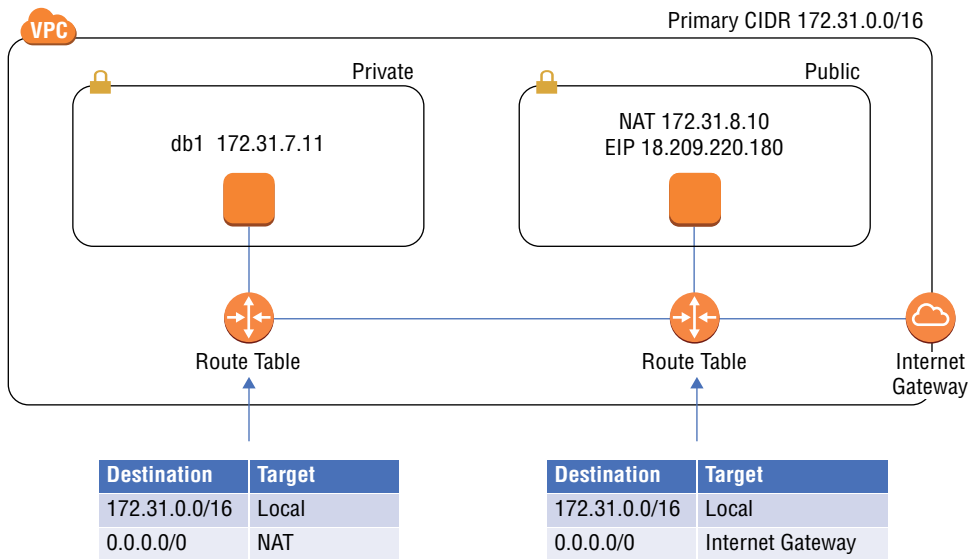 VPC
Primary CIDR 172.31.0.0/16
Private
db1 172.31.7.11
Public
NAT 172.31.8.10
EIP 18.209.220.180
Route Table
Route Table
Internet
Gateway
Destination Target
172.31.0.0/16 Local
0.0.0.0/0 NAT
Destination Target
172.31.0.0/16 Local
0.0.0.0/0 Internet Gateway